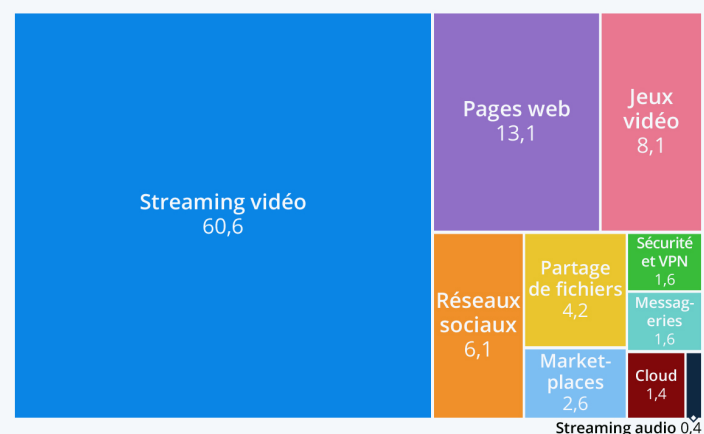 Streaming vidéo
60,6
Pages web
13,1
Jeux
vidéo
8,1
Réseaux
sociaux
6,1
Partage
de fichiers
4,2
Market-
places
2,6
Sécurité
et VPN
1,6
Messag-
eries
1,6
Cloud
1,4
Streaming audio 0,4